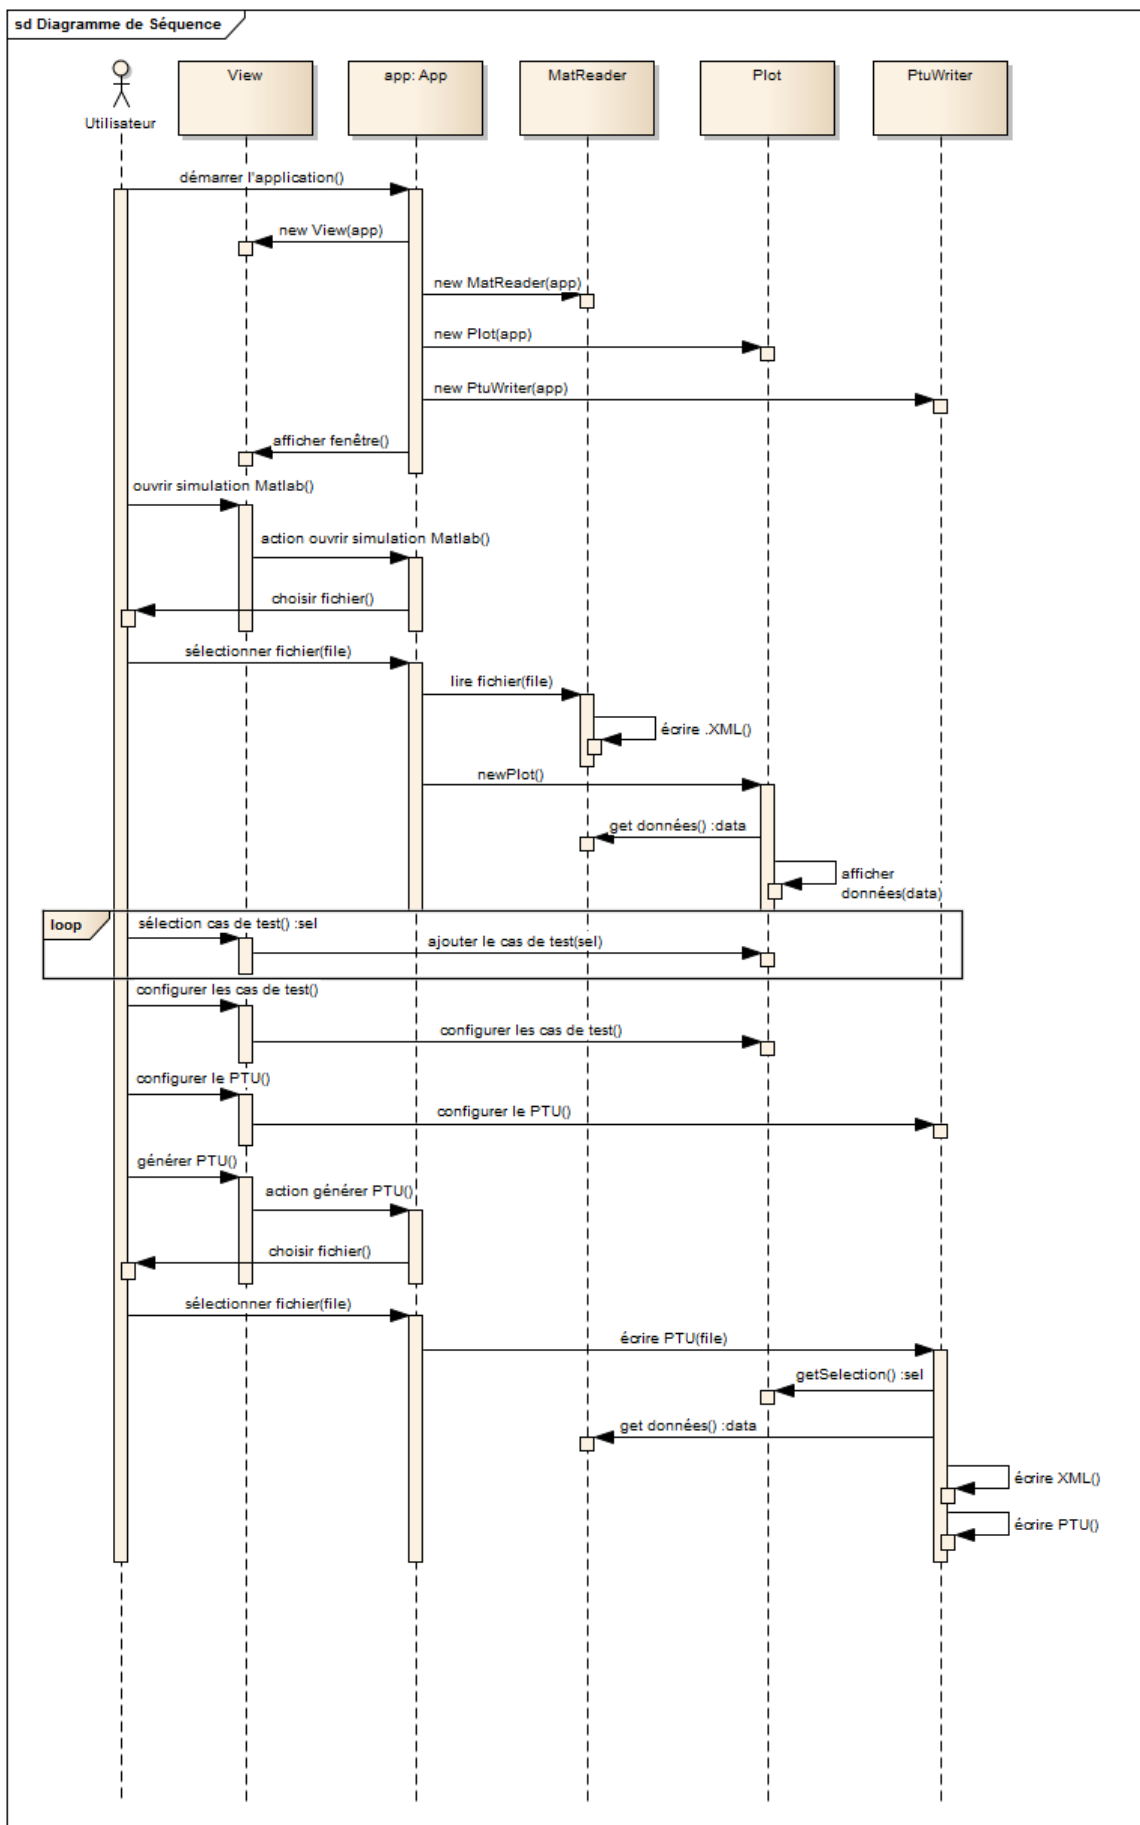 sd Diagramme de Séquence
Utilisateur
View
app: App
MatReader
Plot
PtuWriter
démarrer l'application()
new View(app)
new MatReader(app)
new Plot(app)
new PtuWriter(app)
afficher fenêtre()
ouvrir simulation Matlab()
action ouvrir simulation Matlab()
choisir fichier()
sélectionner fichier(file)
lire fichier(file)
écrire .XML()
newPlot()
get données() :data
afficher
données(data)
loop
sélection cas de test() :sel
ajouter le cas de test(sel)
configurer les cas de test()
configurer les cas de test()
configurer le PTU()
configurer le PTU()
générer PTU()
action générer PTU()
choisir fichier()
sélectionner fichier(file)
écrire PTU(file)
getSelection() :sel
get données() :data
écrire XML()
écrire PTU()